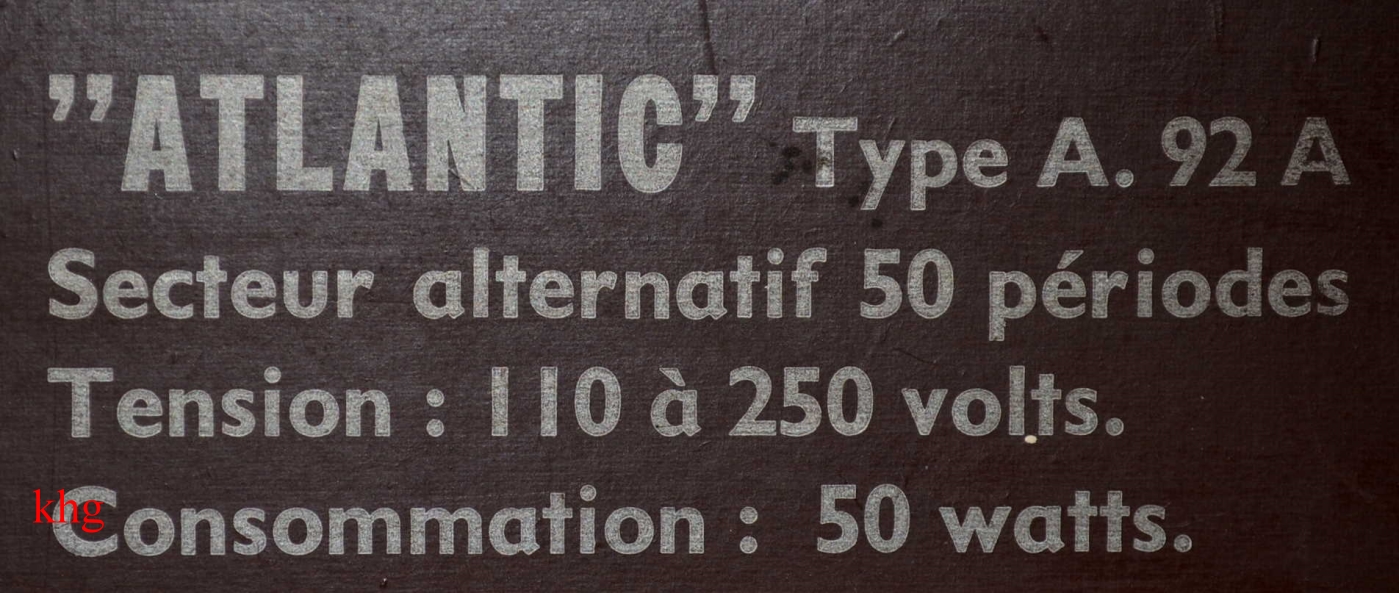 ”ATLANTIC” Type A. 92 A
Secteur alternatif 50 périodes
Tension : 110 à 250 volts.
Consommation : 50 watts.
khg